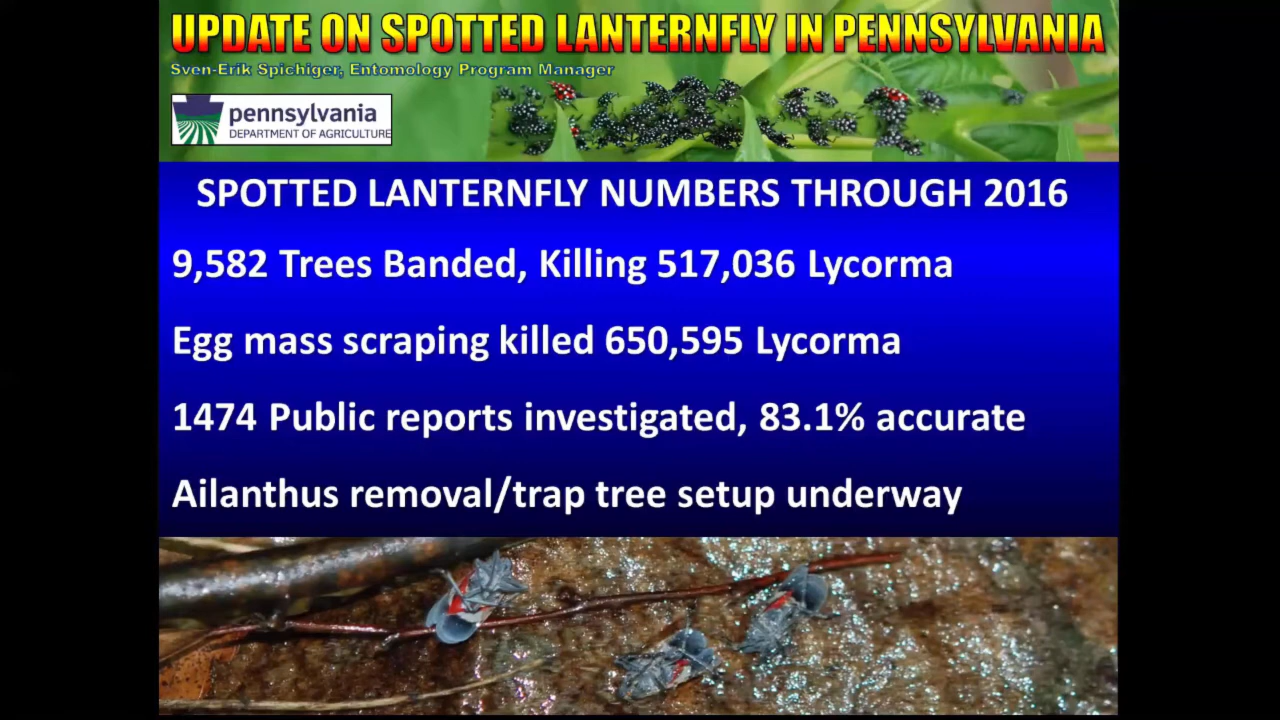 UPDATE ON SPOTTED LANTERNFLY IN PENNSYLVANIA
Sven-Erik Spichiger, Entomology Program Manager
pennsylvania
DEPARTMENT OF AGRICULTURE
SPOTTED LANTERNFLY NUMBERS THROUGH 2016
9,582 Trees Banded, Killing 517,036 Lycorma
Egg mass scraping killed 650,595 Lycorma
1474 Public reports investigated, 83.1% accurate
Ailanthus removal/trap tree setup underway